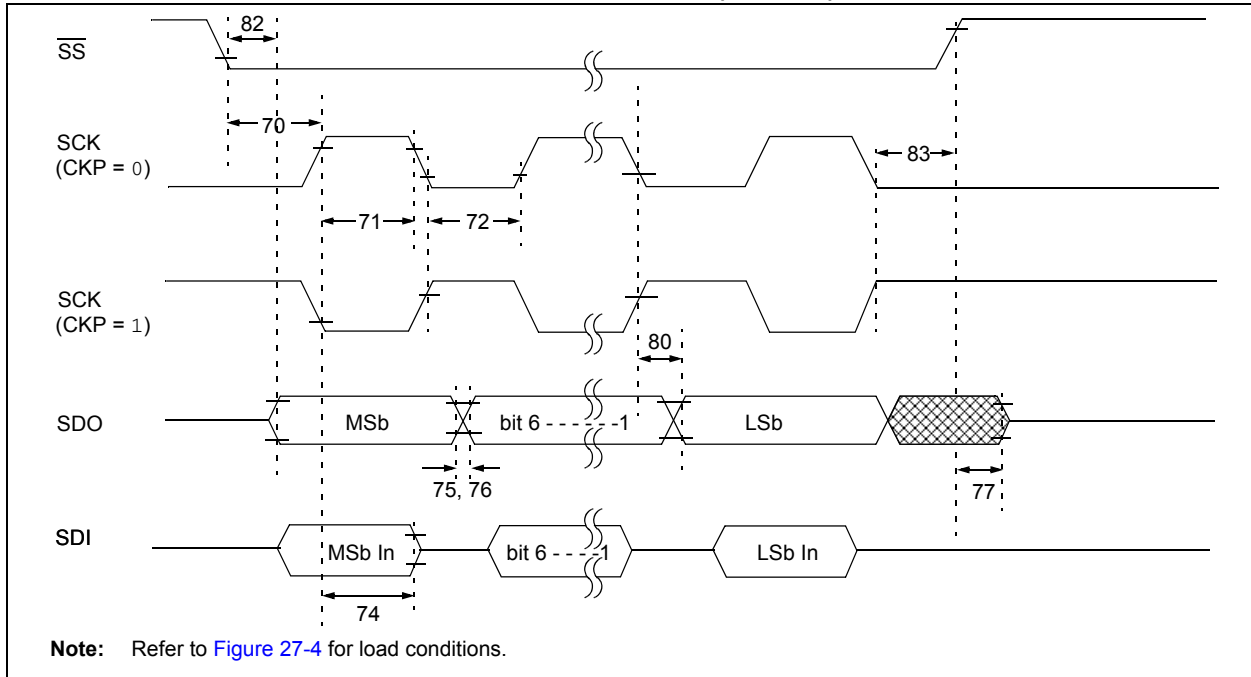 82
SS
70
SCK
(CKP = 0)
83
71
72
SCK
(CKP = 1)
80
SDO
MSb
bit 6 - - - - - -1
LSb
75, 76
77
SDI
MSb In
bit 6 - - - -1
LSb In
74
Note: Refer to Figure 27-4 for load conditions.